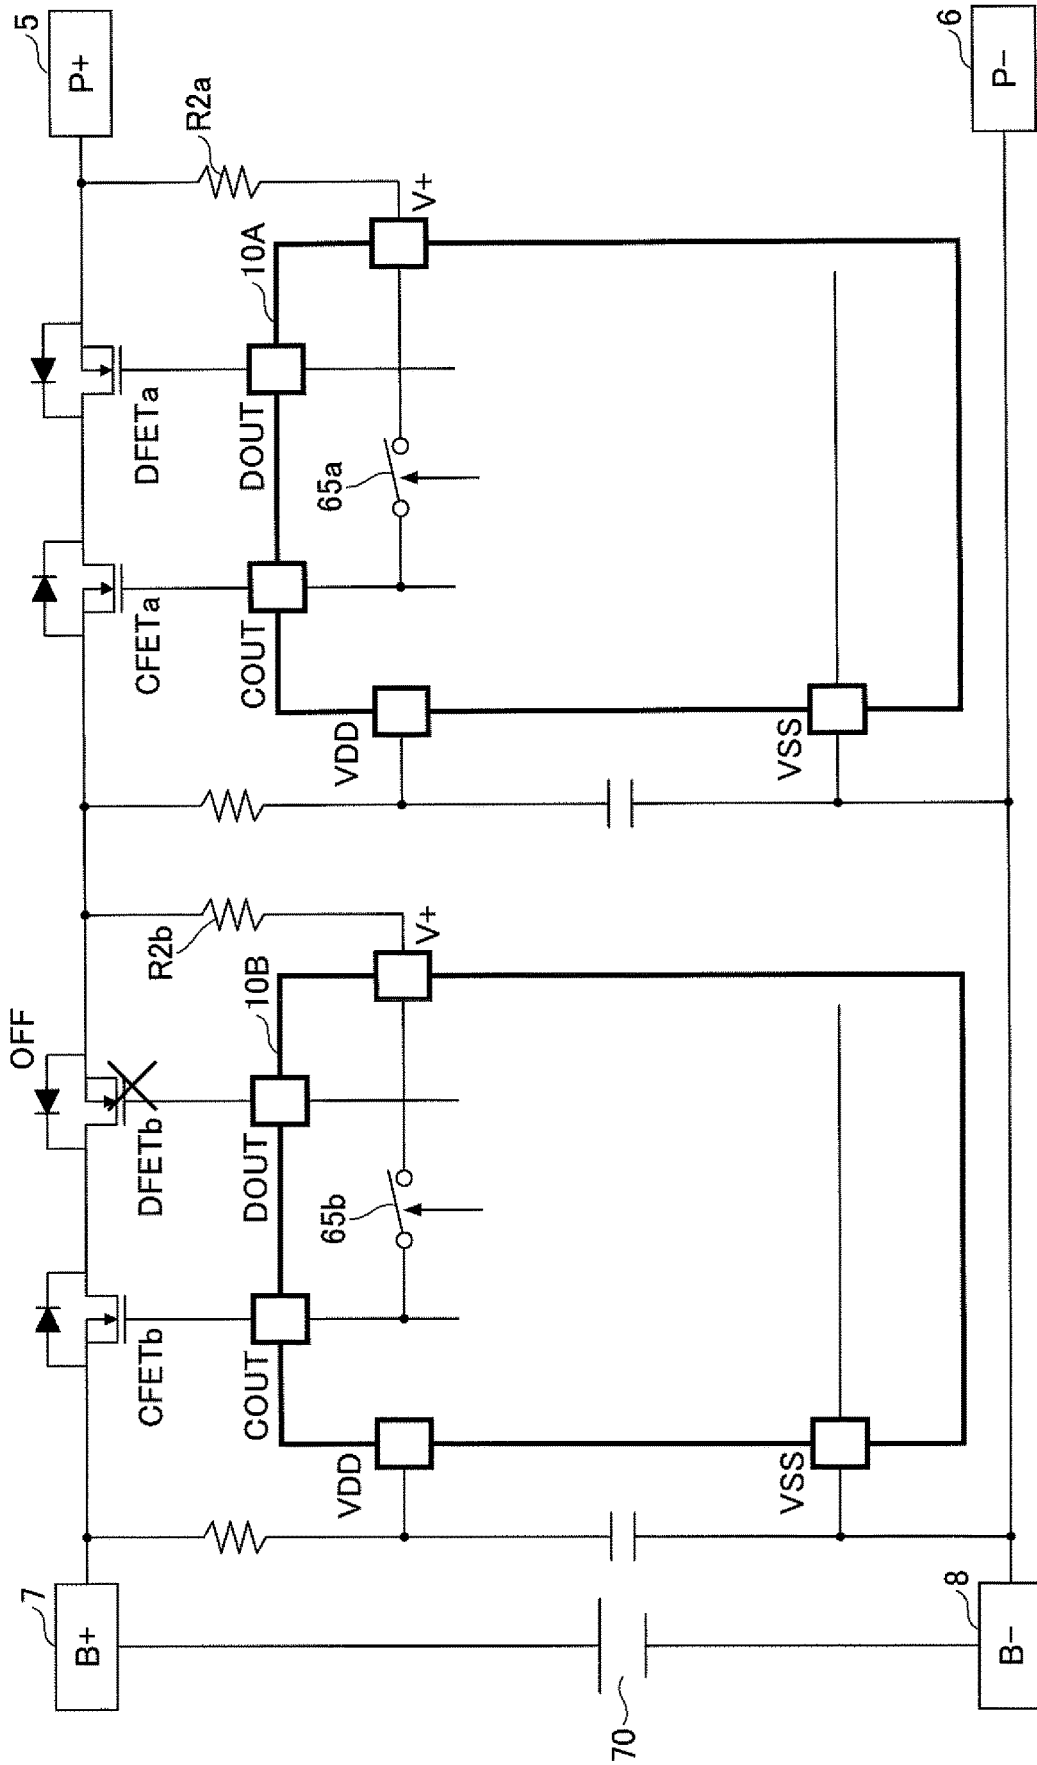 5
P+
6
P−
R2a
V+
10A
DFETa
DOUT
65a
CFETa
COUT
VDD
VSS
R2b
V+
10B
OFF
DFETb
DOUT
65b
CFETb
COUT
VDD
VSS
7
B+
8
B−
70